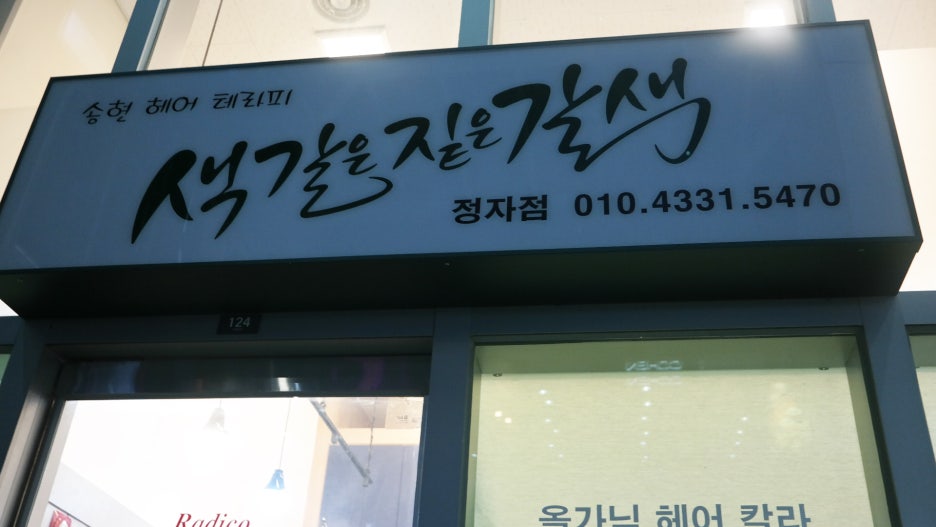 송현 헤어 테라피
색갈은 짙은 갈색
정자점 010.4331.5470
124
Radico
올가닉 헤어 칼라